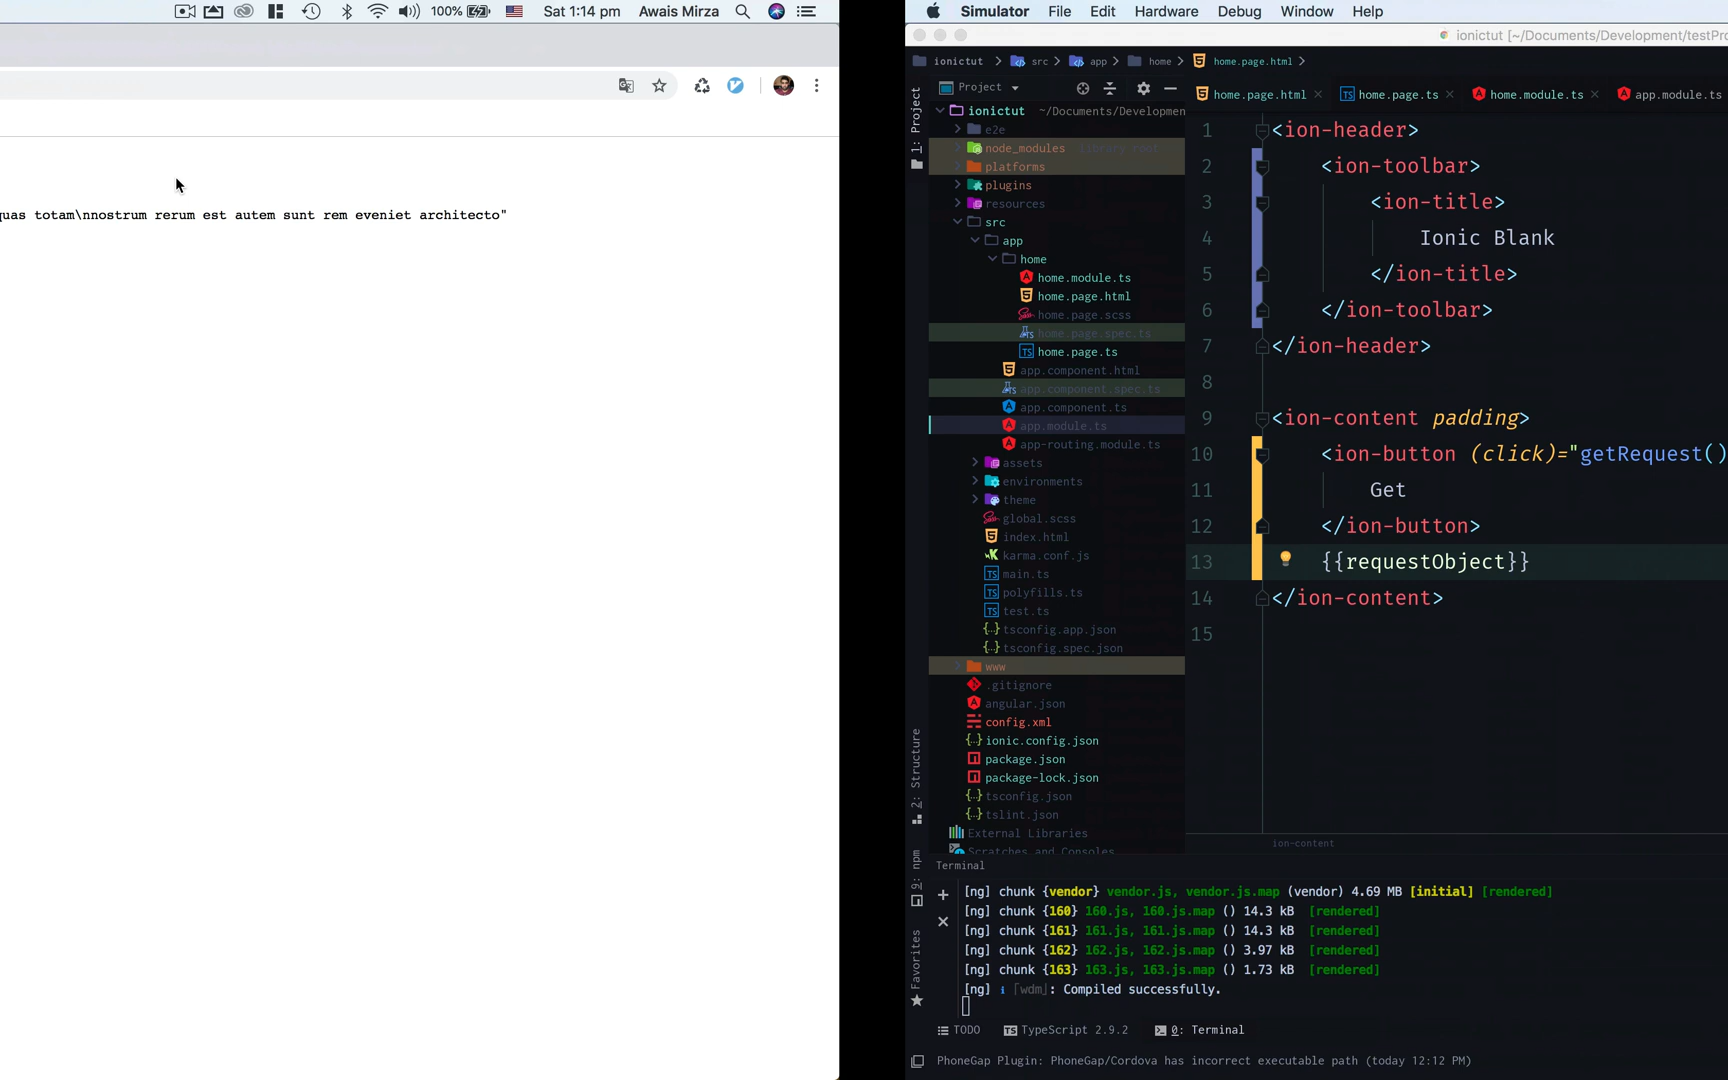 100%
Sat 1:14 pm
Awais Mirza
quas totam\nnostrum rerum est autem sunt rem eveniet architecto"
Simulator File Edit Hardware Debug Window Help
ionictut [~/Documents/Development/testPro
ionictut src app home home.page.html
Project
home.page.html home.page.ts home.module.ts app.module.ts
1: Project
ionictut ~/Documents/Developmen
e2e
node_modules library root
platforms
plugins
resources
src
app
home
home.module.ts
home.page.html
home.page.scss
home.page.spec.ts
home.page.ts
app.component.html
app.component.spec.ts
app.component.ts
app.module.ts
app-routing.module.ts
assets
environments
theme
global.scss
index.html
karma.conf.js
main.ts
polyfills.ts
test.ts
tsconfig.app.json
tsconfig.spec.json
www
.gitignore
angular.json
config.xml
ionic.config.json
package.json
package-lock.json
tsconfig.json
tslint.json
External Libraries
Scratches and Consoles
1 <ion-header>
2 <ion-toolbar>
3 <ion-title>
4 Ionic Blank
5 </ion-title>
6 </ion-toolbar>
7 </ion-header>
8
9 <ion-content padding>
10 <ion-button (click)="getRequest()
11 Get
12 </ion-button>
13 {{requestObject}}
14 </ion-content>
15
ion-content
2: Structure
9: npm
Favorites
Terminal
[ng] chunk {vendor} vendor.js, vendor.js.map (vendor) 4.69 MB [initial] [rendered]
[ng] chunk {160} 160.js, 160.js.map () 14.3 kB [rendered]
[ng] chunk {161} 161.js, 161.js.map () 14.3 kB [rendered]
[ng] chunk {162} 162.js, 162.js.map () 3.97 kB [rendered]
[ng] chunk {163} 163.js, 163.js.map () 1.73 kB [rendered]
[ng] ℹ ｢wdm｣: Compiled successfully.
TODO TypeScript 2.9.2 0: Terminal
PhoneGap Plugin: PhoneGap/Cordova has incorrect executable path (today 12:12 PM)